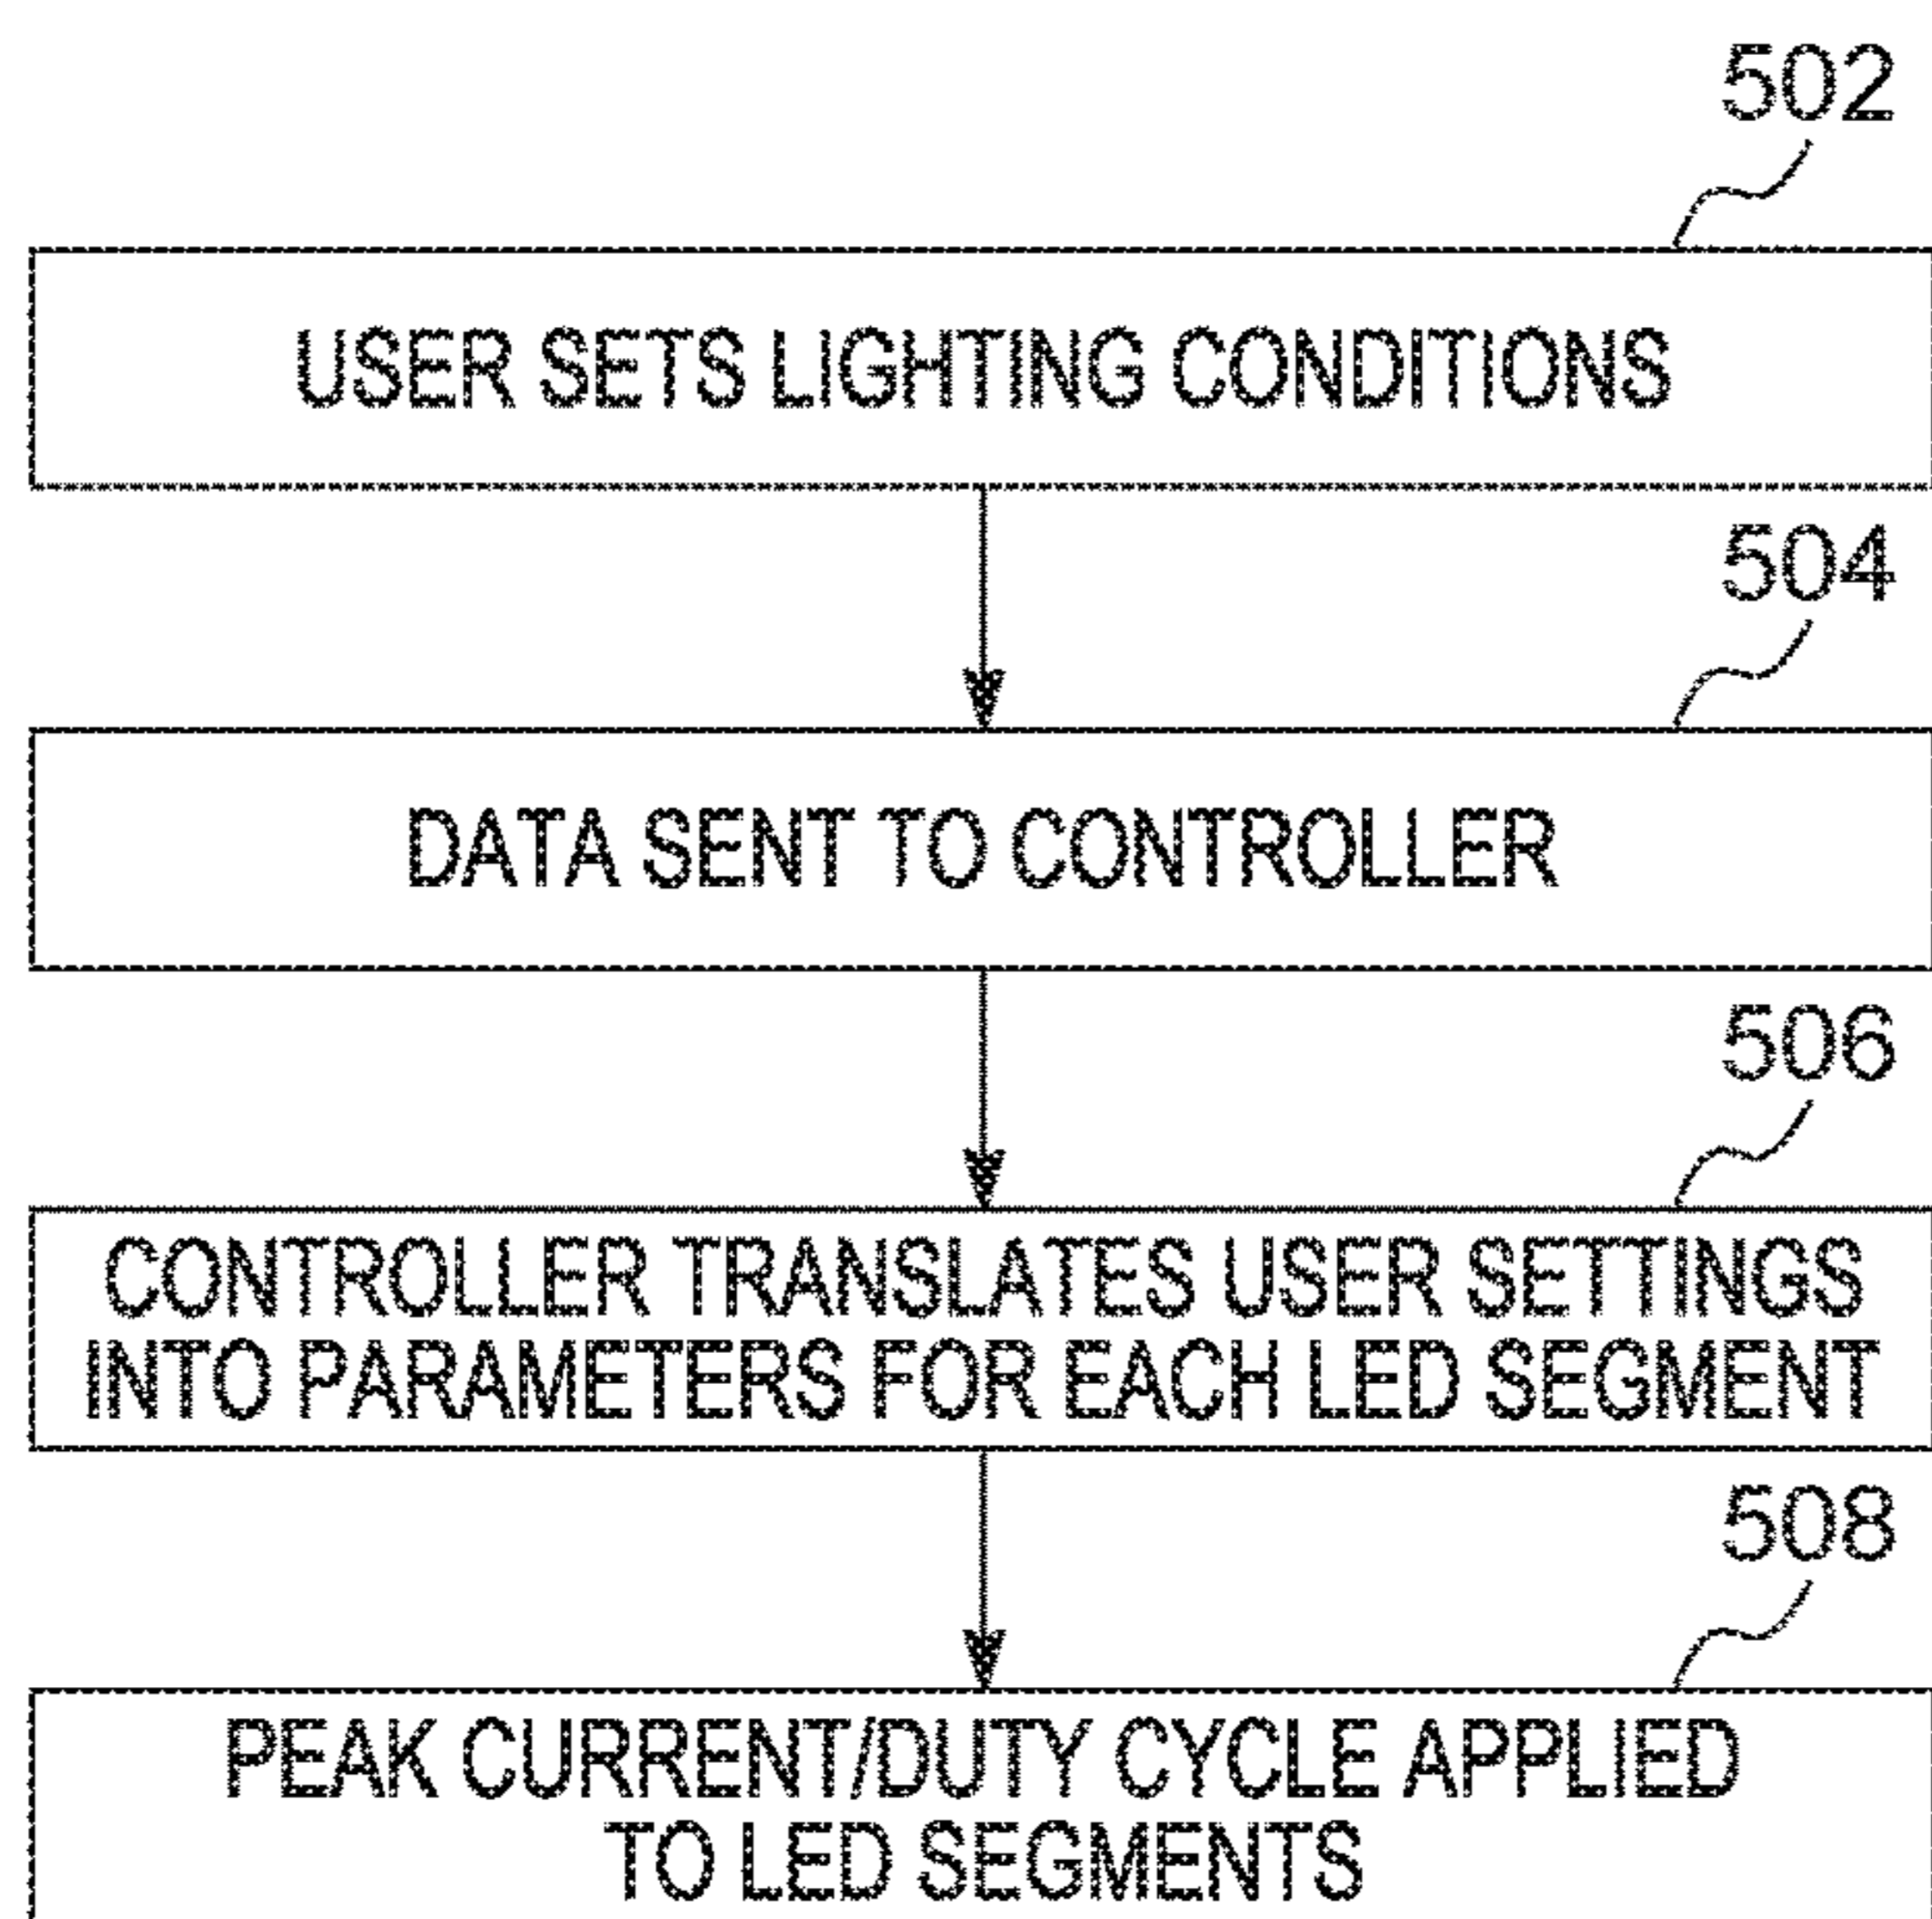 502
USER SETS LIGHTING CONDITIONS
504
DATA SENT TO CONTROLLER
506
CONTROLLER TRANSLATES USER SETTINGS
INTO PARAMETERS FOR EACH LED SEGMENT
508
PEAK CURRENT/DUTY CYCLE APPLIED
TO LED SEGMENTS